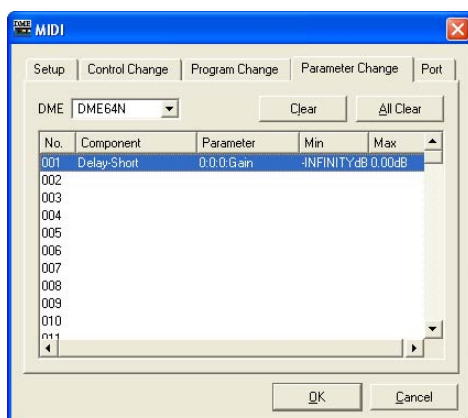 MIDI
Setup Control Change Program Change Parameter Change Port
DME DME64N Clear All Clear
No. Component Parameter Min Max
001 Delay-Short 0:0:0:Gain -INFINITYdB 0.00dB
002
003
004
005
006
007
008
009
010
011
OK Cancel